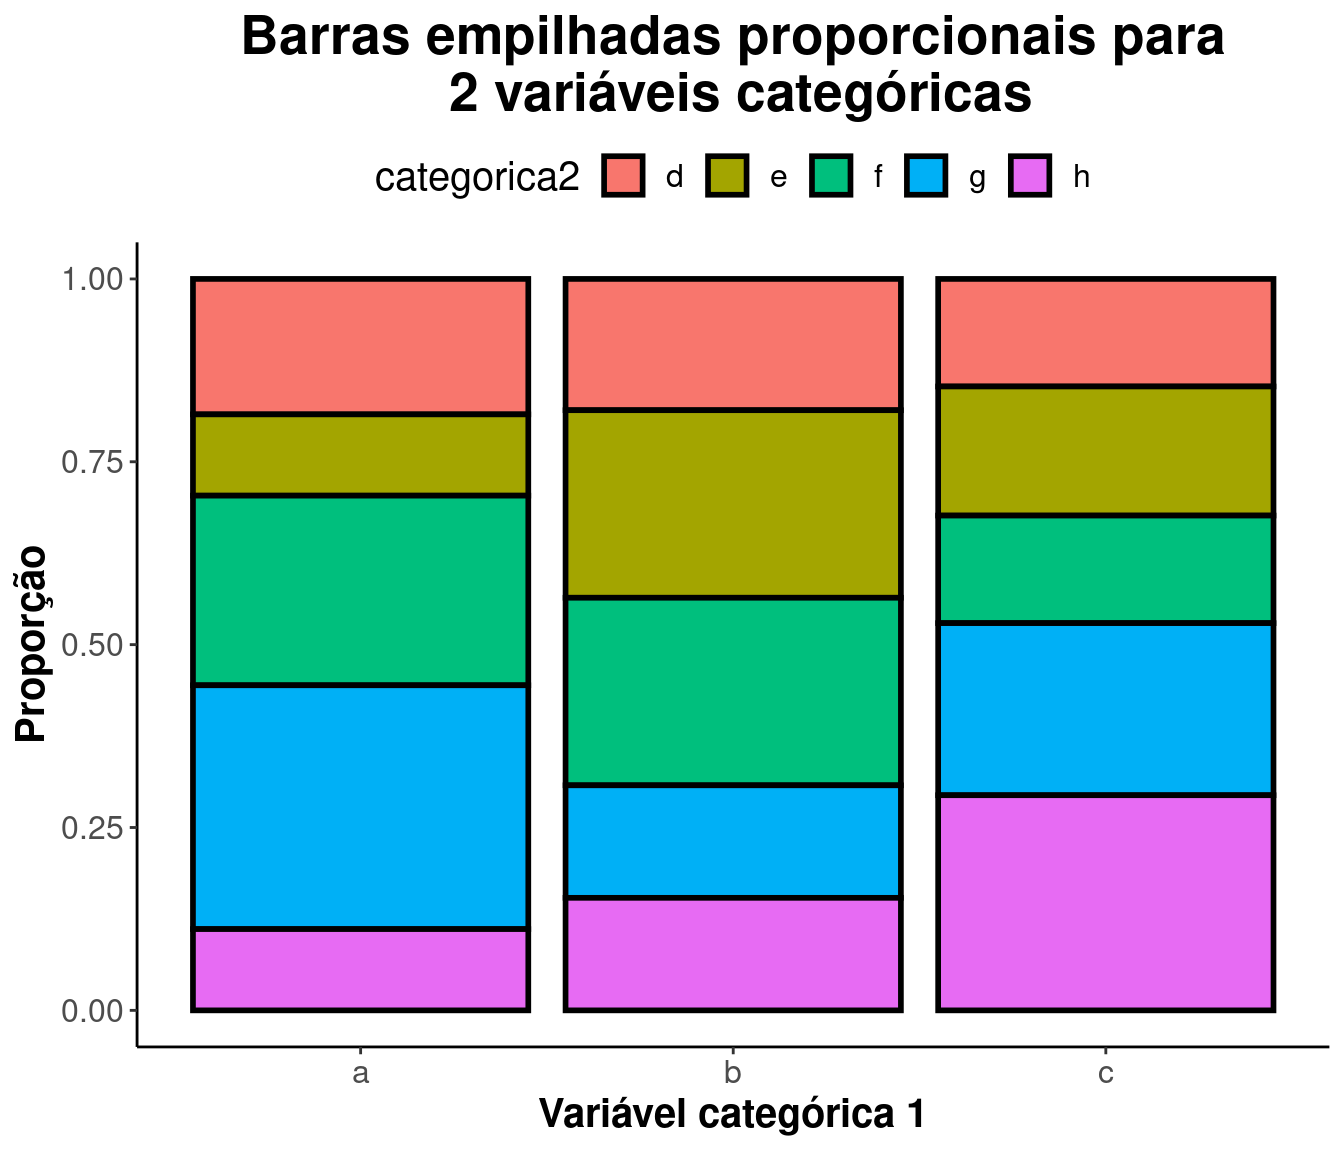 Barras empilhadas proporcionais para
2 variáveis categóricas
categorica2 d e f g h
1.00
0.75
0.50
0.25
0.00
Proporção
a b c
Variável categórica 1